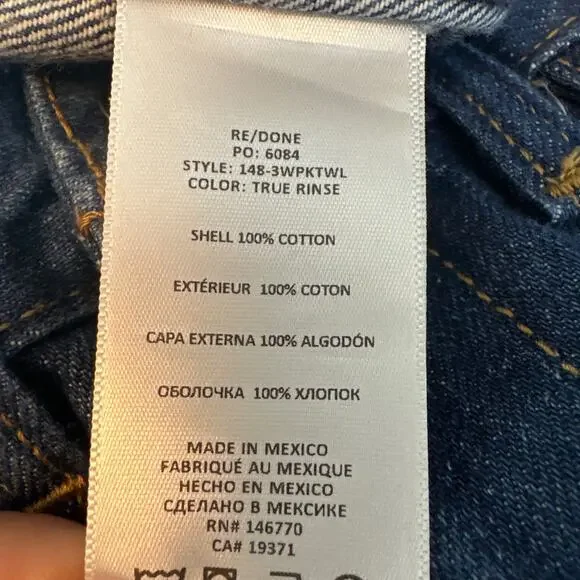 RE/DONE
PO: 6084
STYLE: 148-3WPKTWL
COLOR: TRUE RINSE
SHELL 100% COTTON
EXTÉRIEUR 100% COTON
CAPA EXTERNA 100% ALGODÓN
ОБОЛОЧКА 100% ХЛОПОК
MADE IN MEXICO
FABRIQUÉ AU MEXIQUE
HECHO EN MEXICO
СДЕЛАНО В МЕКСИКЕ
RN# 146770
CA# 19371